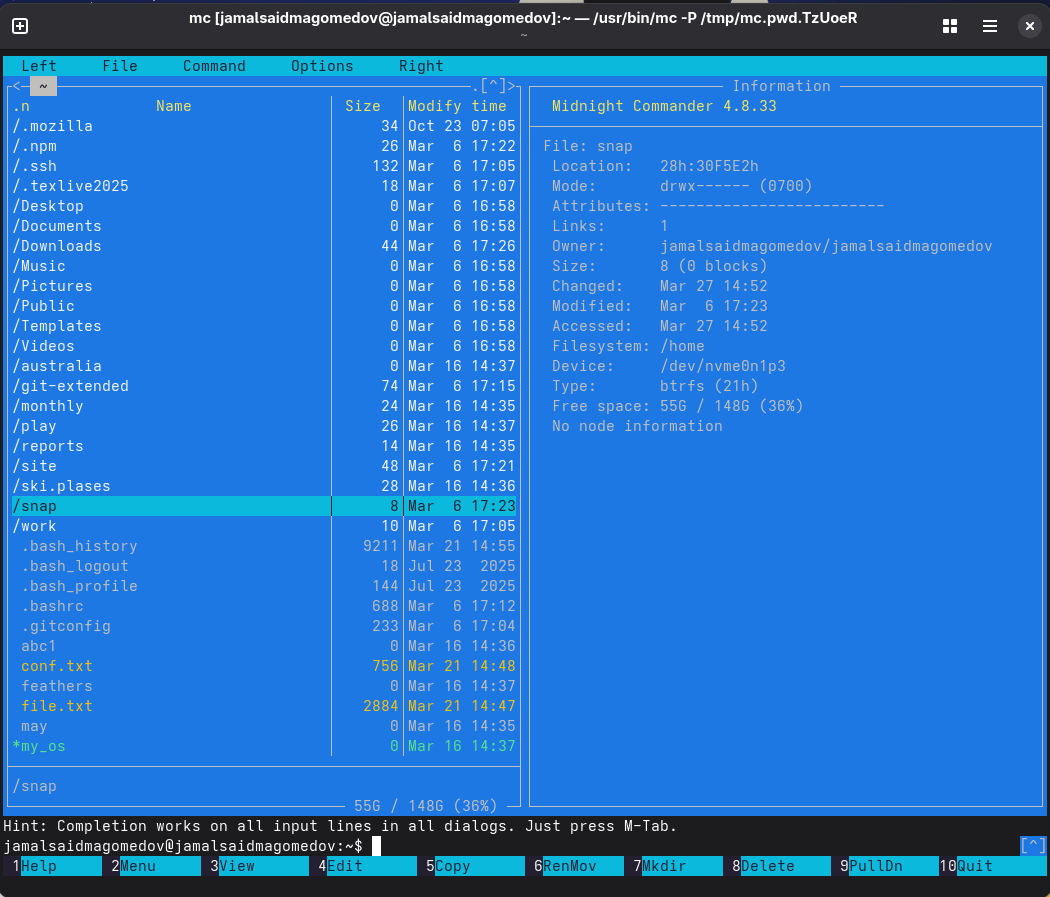 mc [jamalsaidmagomedov@jamalsaidmagomedov]:~ — /usr/bin/mc -P /tmp/mc.pwd.TzUoeR
~
Left File Command Options Right
<─ ~ .[^]> Information
.n Name Size Modify time Midnight Commander 4.8.33
/.mozilla 34 Oct 23 07:05
/.npm 26 Mar 6 17:22 File: snap
/.ssh 132 Mar 6 17:05 Location: 28h:30F5E2h
/.texlive2025 18 Mar 6 17:07 Mode: drwx------ (0700)
/Desktop 0 Mar 6 16:58 Attributes: -------------------------
/Documents 0 Mar 6 16:58 Links: 1
/Downloads 44 Mar 6 17:26 Owner: jamalsaidmagomedov/jamalsaidmagomedov
/Music 0 Mar 6 16:58 Size: 8 (0 blocks)
/Pictures 0 Mar 6 16:58 Changed: Mar 27 14:52
/Public 0 Mar 6 16:58 Modified: Mar 6 17:23
/Templates 0 Mar 6 16:58 Accessed: Mar 27 14:52
/Videos 0 Mar 6 16:58 Filesystem: /home
/australia 0 Mar 16 14:37 Device: /dev/nvme0n1p3
/git-extended 74 Mar 6 17:15 Type: btrfs (21h)
/monthly 24 Mar 16 14:35 Free space: 55G / 148G (36%)
/play 26 Mar 16 14:37 No node information
/reports 14 Mar 16 14:35
/site 48 Mar 6 17:21
/ski.plases 28 Mar 16 14:36
/snap 8 Mar 6 17:23
/work 10 Mar 6 17:05
.bash_history 9211 Mar 21 14:55
.bash_logout 18 Jul 23 2025
.bash_profile 144 Jul 23 2025
.bashrc 688 Mar 6 17:12
.gitconfig 233 Mar 6 17:04
abc1 0 Mar 16 14:36
conf.txt 756 Mar 21 14:48
feathers 0 Mar 16 14:37
file.txt 2884 Mar 21 14:47
may 0 Mar 16 14:35
*my_os 0 Mar 16 14:37
/snap
55G / 148G (36%)
Hint: Completion works on all input lines in all dialogs. Just press M-Tab.
jamalsaidmagomedov@jamalsaidmagomedov:~$ [^]
1Help 2Menu 3View 4Edit 5Copy 6RenMov 7Mkdir 8Delete 9PullDn 10Quit